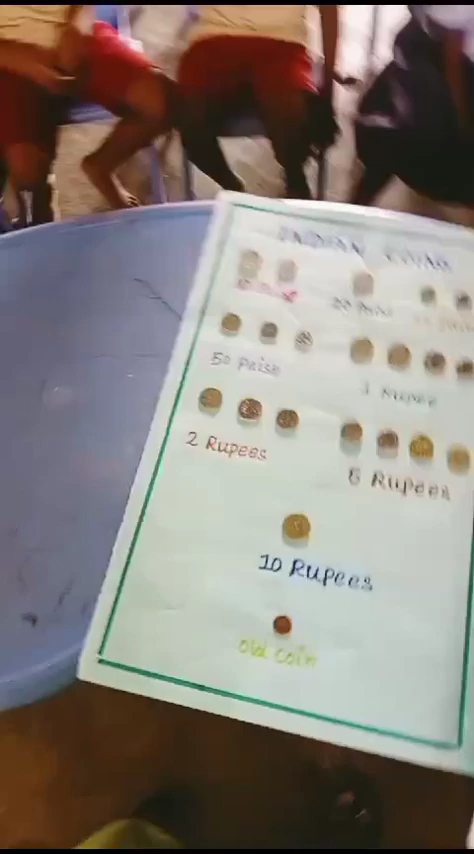 INDIAN COINS
20 Paise
50 Paise
1 Rupee
2 Rupees
5 Rupees
10 Rupees
old coin